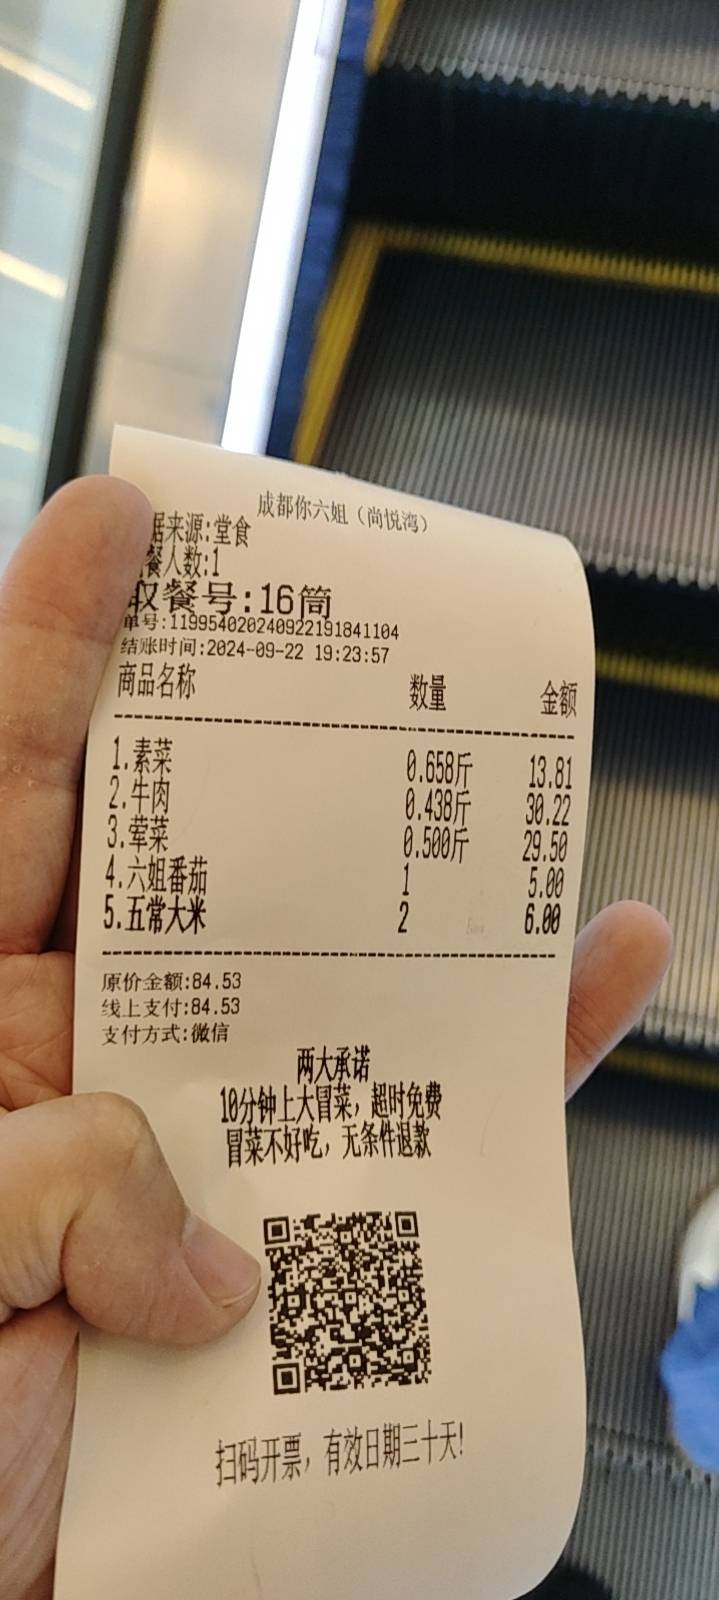 成都你六姐（尚悦湾）
据来源:堂食
餐人数:1
取餐号:16筒
单号:119954020240922191841104
结账时间:2024-09-22 19:23:57
商品名称 数量 金额
1.素菜 0.658斤 13.81
2.牛肉 0.438斤 30.22
3.荤菜 0.500斤 29.50
4.六姐番茄 1 5.00
5.五常大米 2 6.00
原价金额:84.53
线上支付:84.53
支付方式:微信
两大承诺
10分钟上大冒菜，超时免费
冒菜不好吃，无条件退款
扫码开票，有效日期三十天!